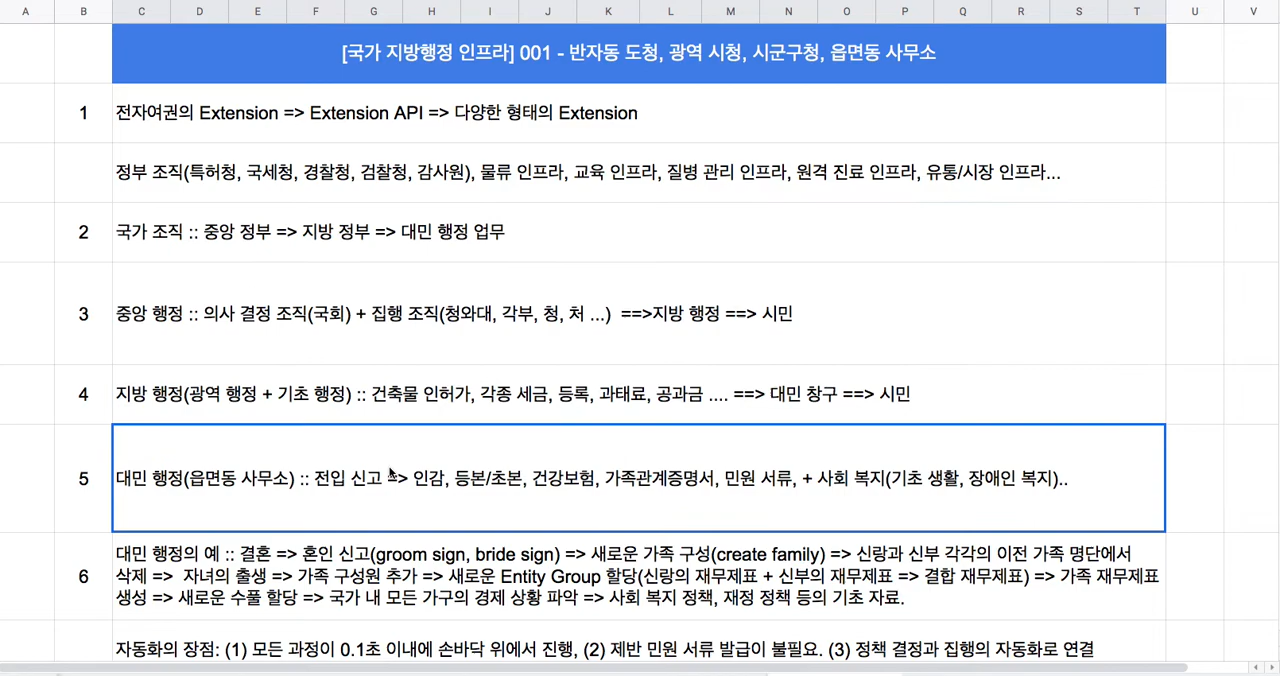 A B C D E F G H I J K L M N O P Q R S T U V
[국가 지방행정 인프라] 001 - 반자동 도청, 광역 시청, 시군구청, 읍면동 사무소
1 전자여권의 Extension => Extension API => 다양한 형태의 Extension
정부 조직(특허청, 국세청, 경찰청, 검찰청, 감사원), 물류 인프라, 교육 인프라, 질병 관리 인프라, 원격 진료 인프라, 유통/시장 인프라...
2 국가 조직 :: 중앙 정부 => 지방 정부 => 대민 행정 업무
3 중앙 행정 :: 의사 결정 조직(국회) + 집행 조직(청와대, 각부, 청, 처 ...) ==>지방 행정 ==> 시민
4 지방 행정(광역 행정 + 기초 행정) :: 건축물 인허가, 각종 세금, 등록, 과태료, 공과금 .... ==> 대민 창구 ==> 시민
5 대민 행정(읍면동 사무소) :: 전입 신고 => 인감, 등본/초본, 건강보험, 가족관계증명서, 민원 서류, + 사회 복지(기초 생활, 장애인 복지)..
대민 행정의 예 :: 결혼 => 혼인 신고(groom sign, bride sign) => 새로운 가족 구성(create family) => 신랑과 신부 각각의 이전 가족 명단에서
6 삭제 => 자녀의 출생 => 가족 구성원 추가 => 새로운 Entity Group 할당(신랑의 재무제표 + 신부의 재무제표 => 결합 재무제표) => 가족 재무제표
생성 => 새로운 수풀 할당 => 국가 내 모든 가구의 경제 상황 파악 => 사회 복지 정책, 재정 정책 등의 기초 자료.
자동화의 장점: (1) 모든 과정이 0.1초 이내에 손바닥 위에서 진행, (2) 제반 민원 서류 발급이 불필요. (3) 정책 결정과 집행의 자동화로 연결